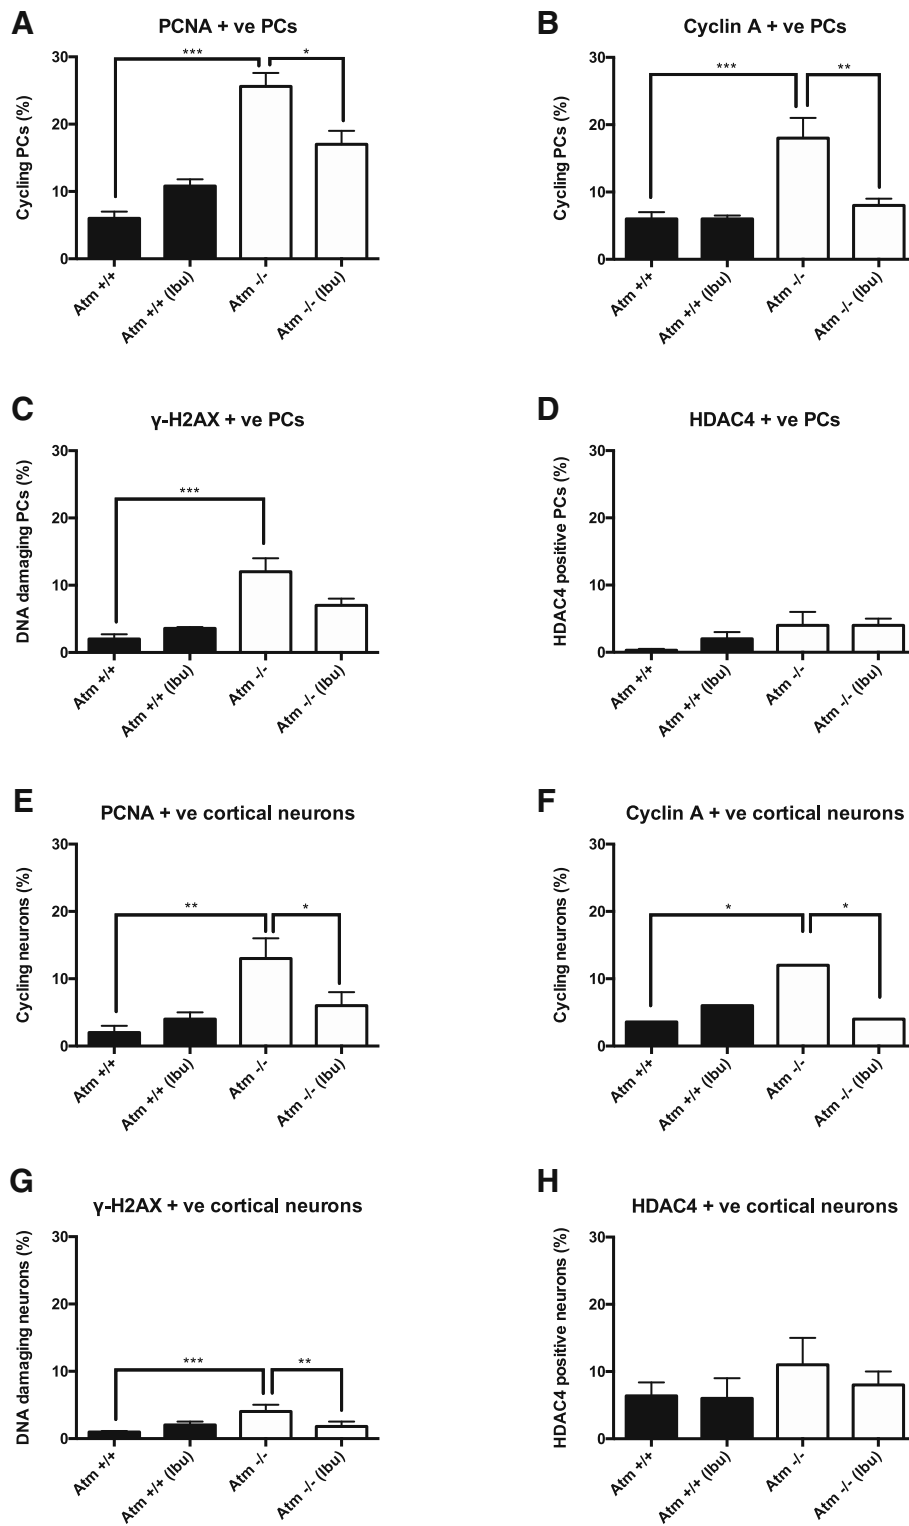 A
PCNA + ve PCs
Cycling PCs (%)
30
20
10
0
***
*
Atm +/+
Atm +/+ (Ibu)
Atm -/-
Atm -/- (Ibu)
B
Cyclin A + ve PCs
Cycling PCs (%)
30
20
10
0
***
**
Atm +/+
Atm +/+ (Ibu)
Atm -/-
Atm -/- (Ibu)
C
γ-H2AX + ve PCs
DNA damaging PCs (%)
30
20
10
0
***
Atm +/+
Atm +/+ (Ibu)
Atm -/-
Atm -/- (Ibu)
D
HDAC4 + ve PCs
HDAC4 positive PCs (%)
30
20
10
0
Atm +/+
Atm +/+ (Ibu)
Atm -/-
Atm -/- (Ibu)
E
PCNA + ve cortical neurons
Cycling neurons (%)
30
20
10
0
**
*
Atm +/+
Atm +/+ (Ibu)
Atm -/-
Atm -/- (Ibu)
F
Cyclin A + ve cortical neurons
Cycling neurons (%)
30
20
10
0
*
*
Atm +/+
Atm +/+ (Ibu)
Atm -/-
Atm -/- (Ibu)
G
γ-H2AX + ve cortical neurons
DNA damaging neurons (%)
30
20
10
0
***
**
Atm +/+
Atm +/+ (Ibu)
Atm -/-
Atm -/- (Ibu)
H
HDAC4 + ve cortical neurons
HDAC4 positive neurons (%)
30
20
10
0
Atm +/+
Atm +/+ (Ibu)
Atm -/-
Atm -/- (Ibu)